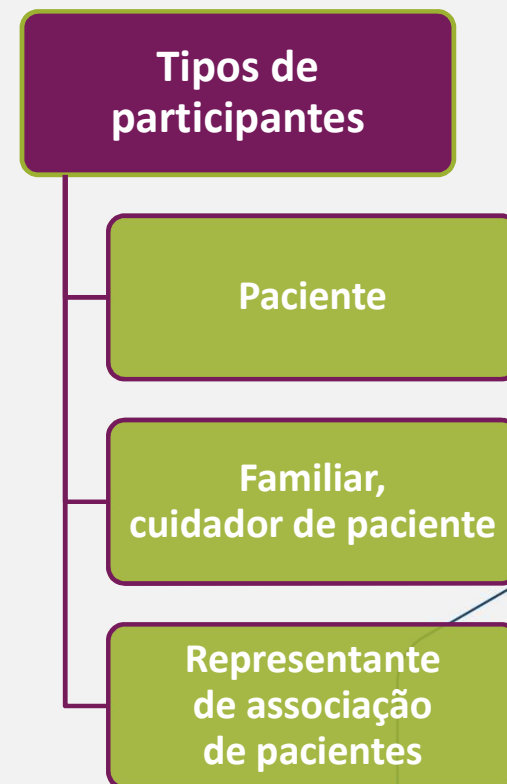 Tipos de
participantes
Paciente
Familiar,
cuidador de paciente
Representante
de associação
de pacientes